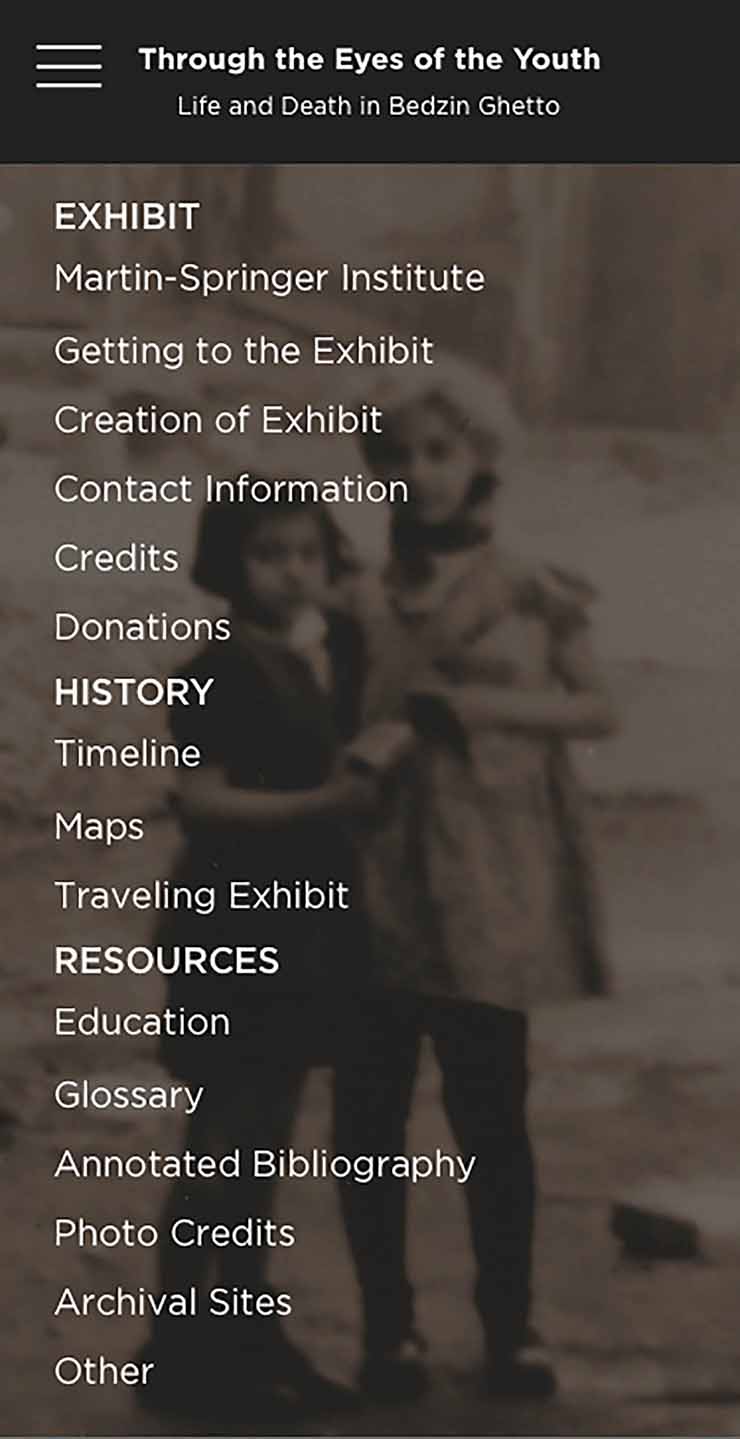 Through the Eyes of the Youth
Life and Death in Bedzin Ghetto
EXHIBIT
Martin-Springer Institute
Getting to the Exhibit
Creation of Exhibit
Contact Information
Credits
Donations
HISTORY
Timeline
Maps
Traveling Exhibit
RESOURCES
Education
Glossary
Annotated Bibliography
Photo Credits
Archival Sites
Other